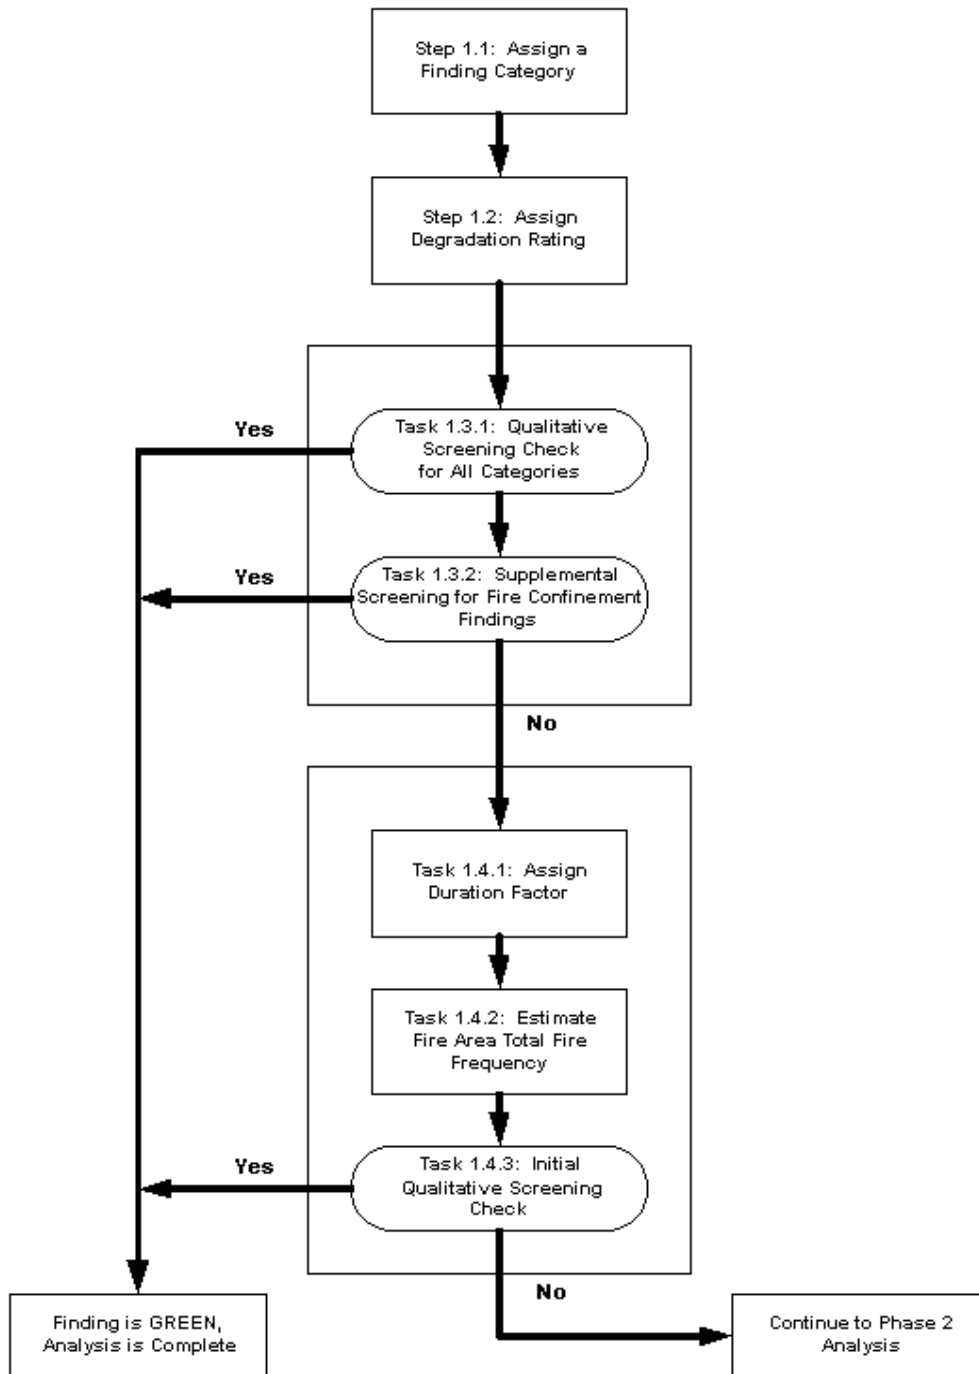 Step 1.1: Assign a
Finding Category
Step 1.2: Assign
Degradation Rating
Yes
Task 1.3.1: Qualitative
Screening Check
for All Categories
Yes
Task 1.3.2: Supplemental
Screening for Fire Confinement
Findings
No
Task 1.4.1: Assign
Duration Factor
Task 1.4.2: Estimate
Fire Area Total Fire
Frequency
Yes
Task 1.4.3: Initial
Qualitative Screening
Check
No
Finding is GREEN,
Analysis is Complete
Continue to Phase 2
Analysis